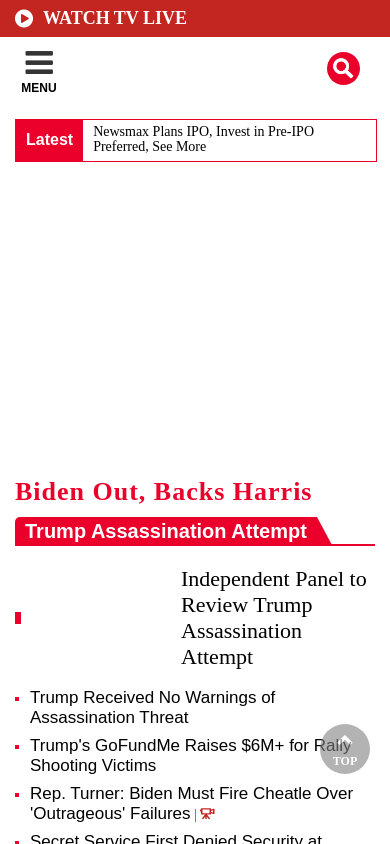 WATCH TV LIVE
MENU
Latest
Newsmax Plans IPO, Invest in Pre-IPO
Preferred, See More
Biden Out, Backs Harris
Trump Assassination Attempt
Independent Panel to
Review Trump
Assassination
Attempt
Trump Received No Warnings of
Assassination Threat
Trump's GoFundMe Raises $6M+ for Rally
Shooting Victims
TOP
Rep. Turner: Biden Must Fire Cheatle Over
'Outrageous' Failures |
Secret Service First Denied Security at